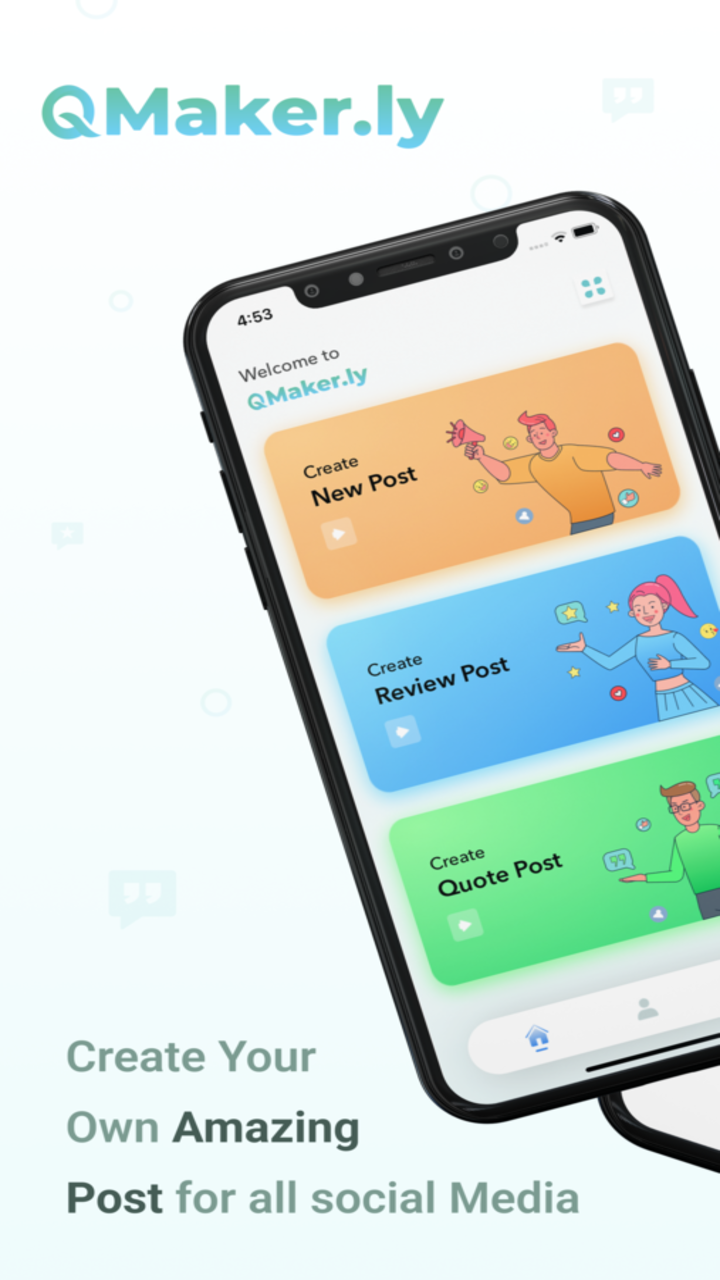 QMaker.ly
4:53
Welcome to
QMaker.ly
Create
New Post
Create
Review Post
Create
Quote Post
Create Your
Own Amazing
Post for all social Media